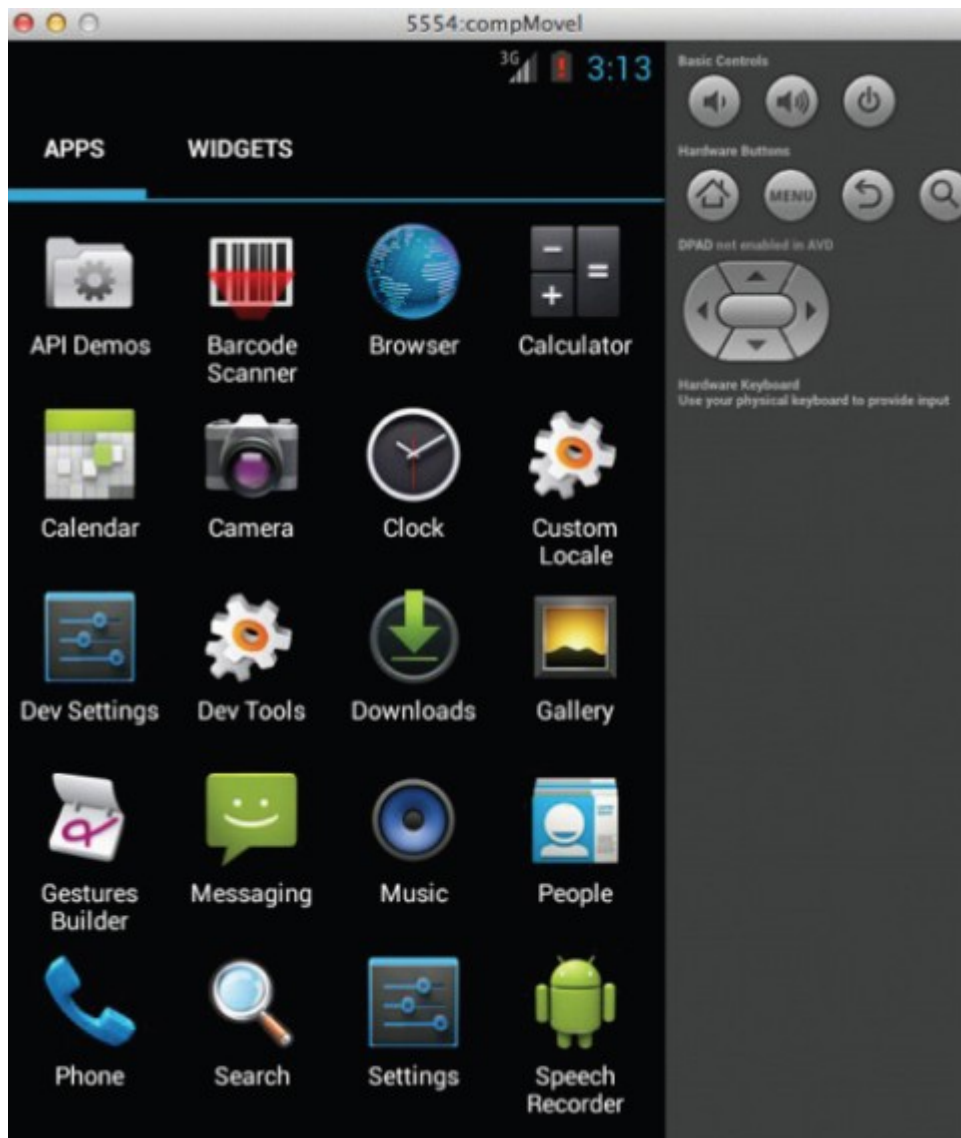 5554:compMovel
3G 3:13
APPS WIDGETS
API Demos
Barcode
Scanner
Browser
Calculator
Calendar
Camera
Clock
Custom
Locale
Dev Settings
Dev Tools
Downloads
Gallery
Gestures
Builder
Messaging
Music
People
Phone
Search
Settings
Speech
Recorder
Basic Controls
Hardware Buttons
MENU
DPAD not enabled in AVD
Hardware Keyboard
Use your physical keyboard to provide input